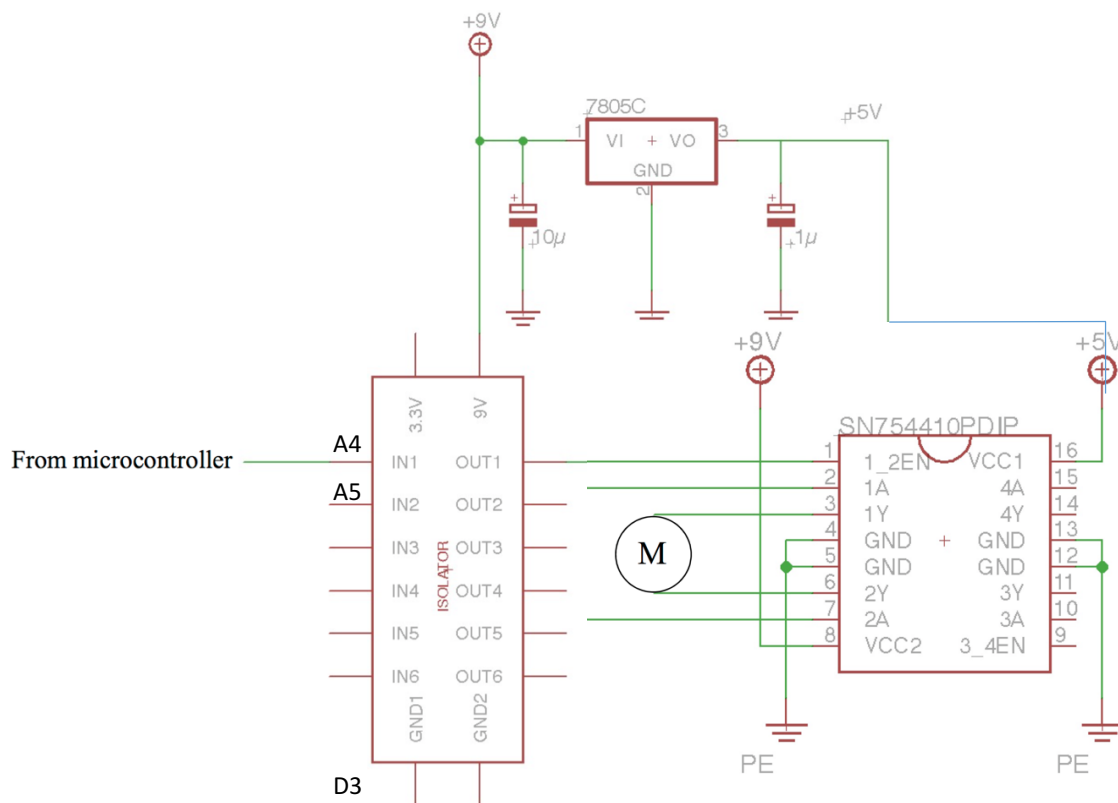 +9V
7805C
+5V
1
VI
VO
3
GND
2
+
10µ
+
1µ
+9V
+5V
3.3V
9V
SN754410PDIP
From microcontroller
A4
IN1
OUT1
A5
IN2
OUT2
IN3
OUT3
IN4
OUT4
IN5
OUT5
IN6
OUT6
ISOLATOR
GND1
GND2
D3
M
1
1_2EN
VCC1
16
2
1A
4A
15
3
1Y
4Y
14
4
GND
GND
13
5
GND
GND
12
6
2Y
3Y
11
7
2A
3A
10
8
VCC2
3_4EN
9
PE
PE